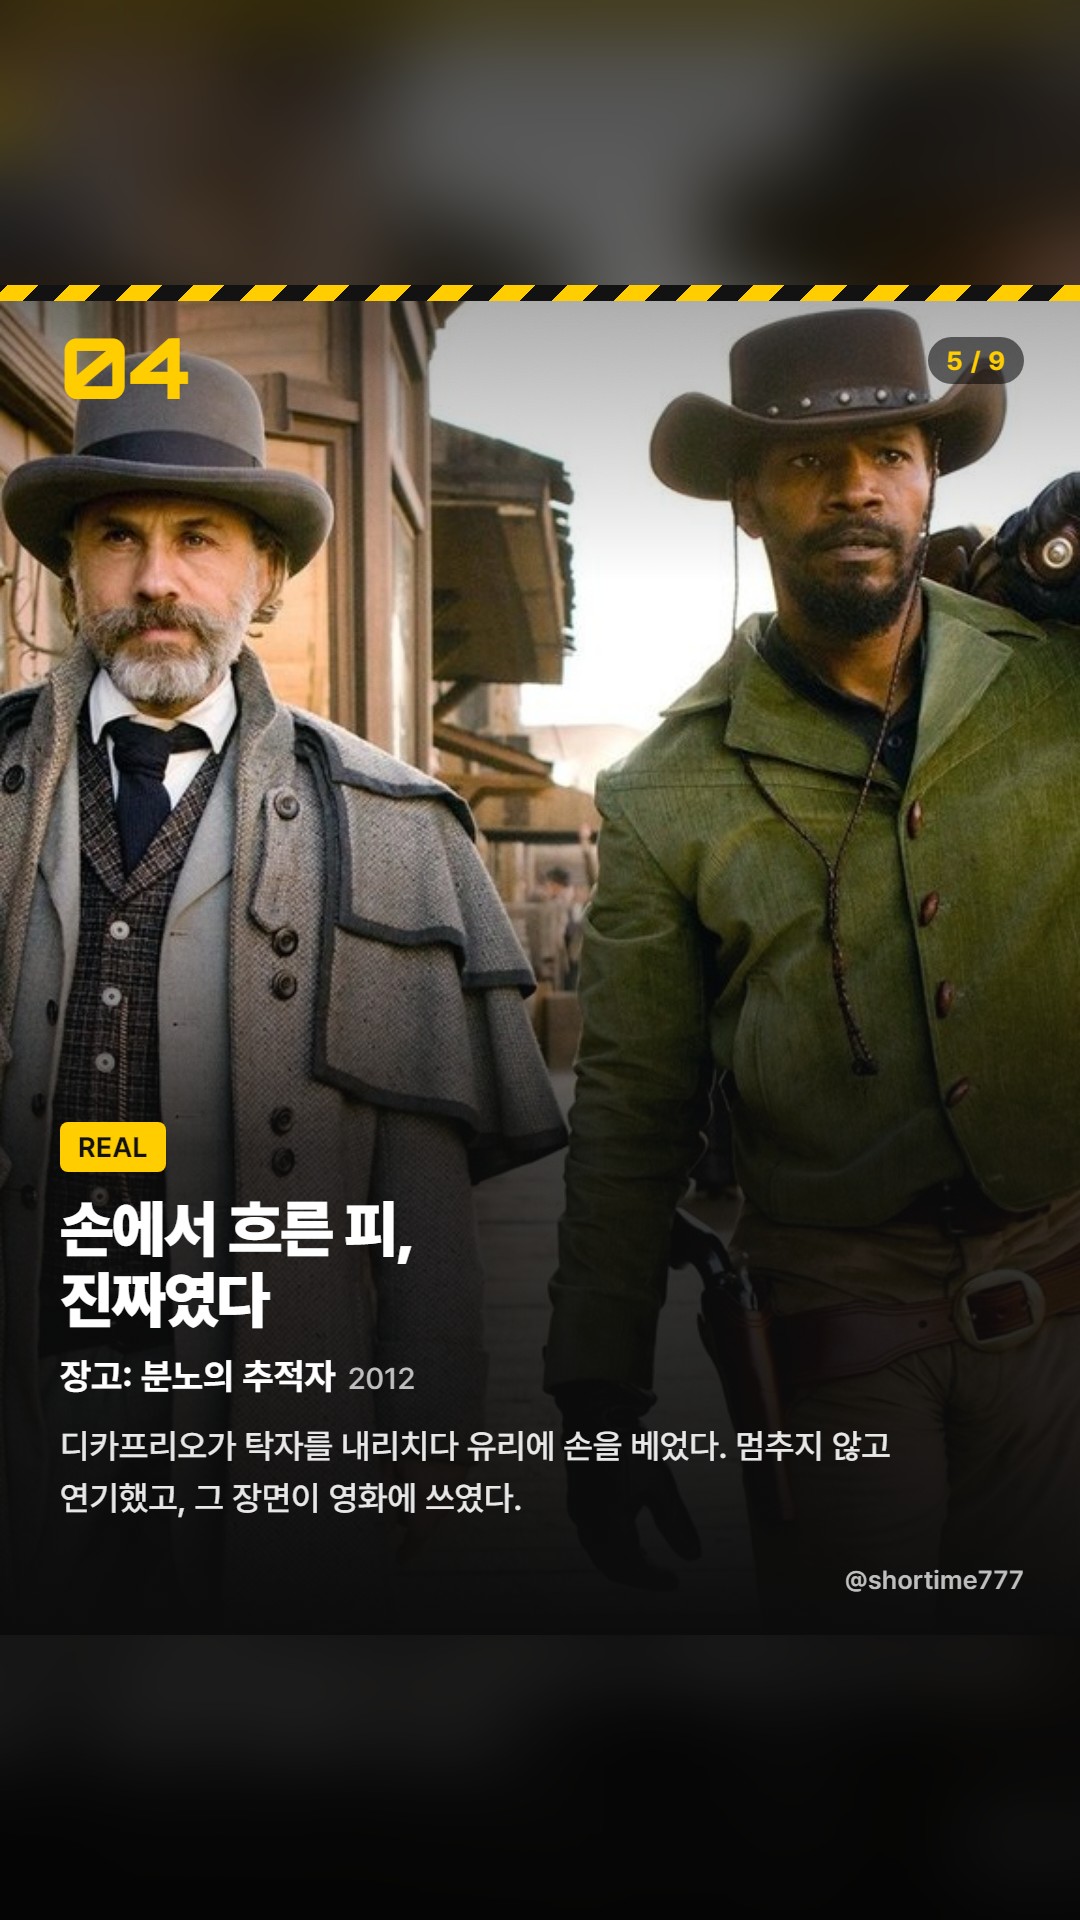 04
5 / 9
REAL
손에서 흐른 피,
진짜였다
장고: 분노의 추적자 2012
디카프리오가 탁자를 내리치다 유리에 손을 베었다. 멈추지 않고
연기했고, 그 장면이 영화에 쓰였다.
@shortime777